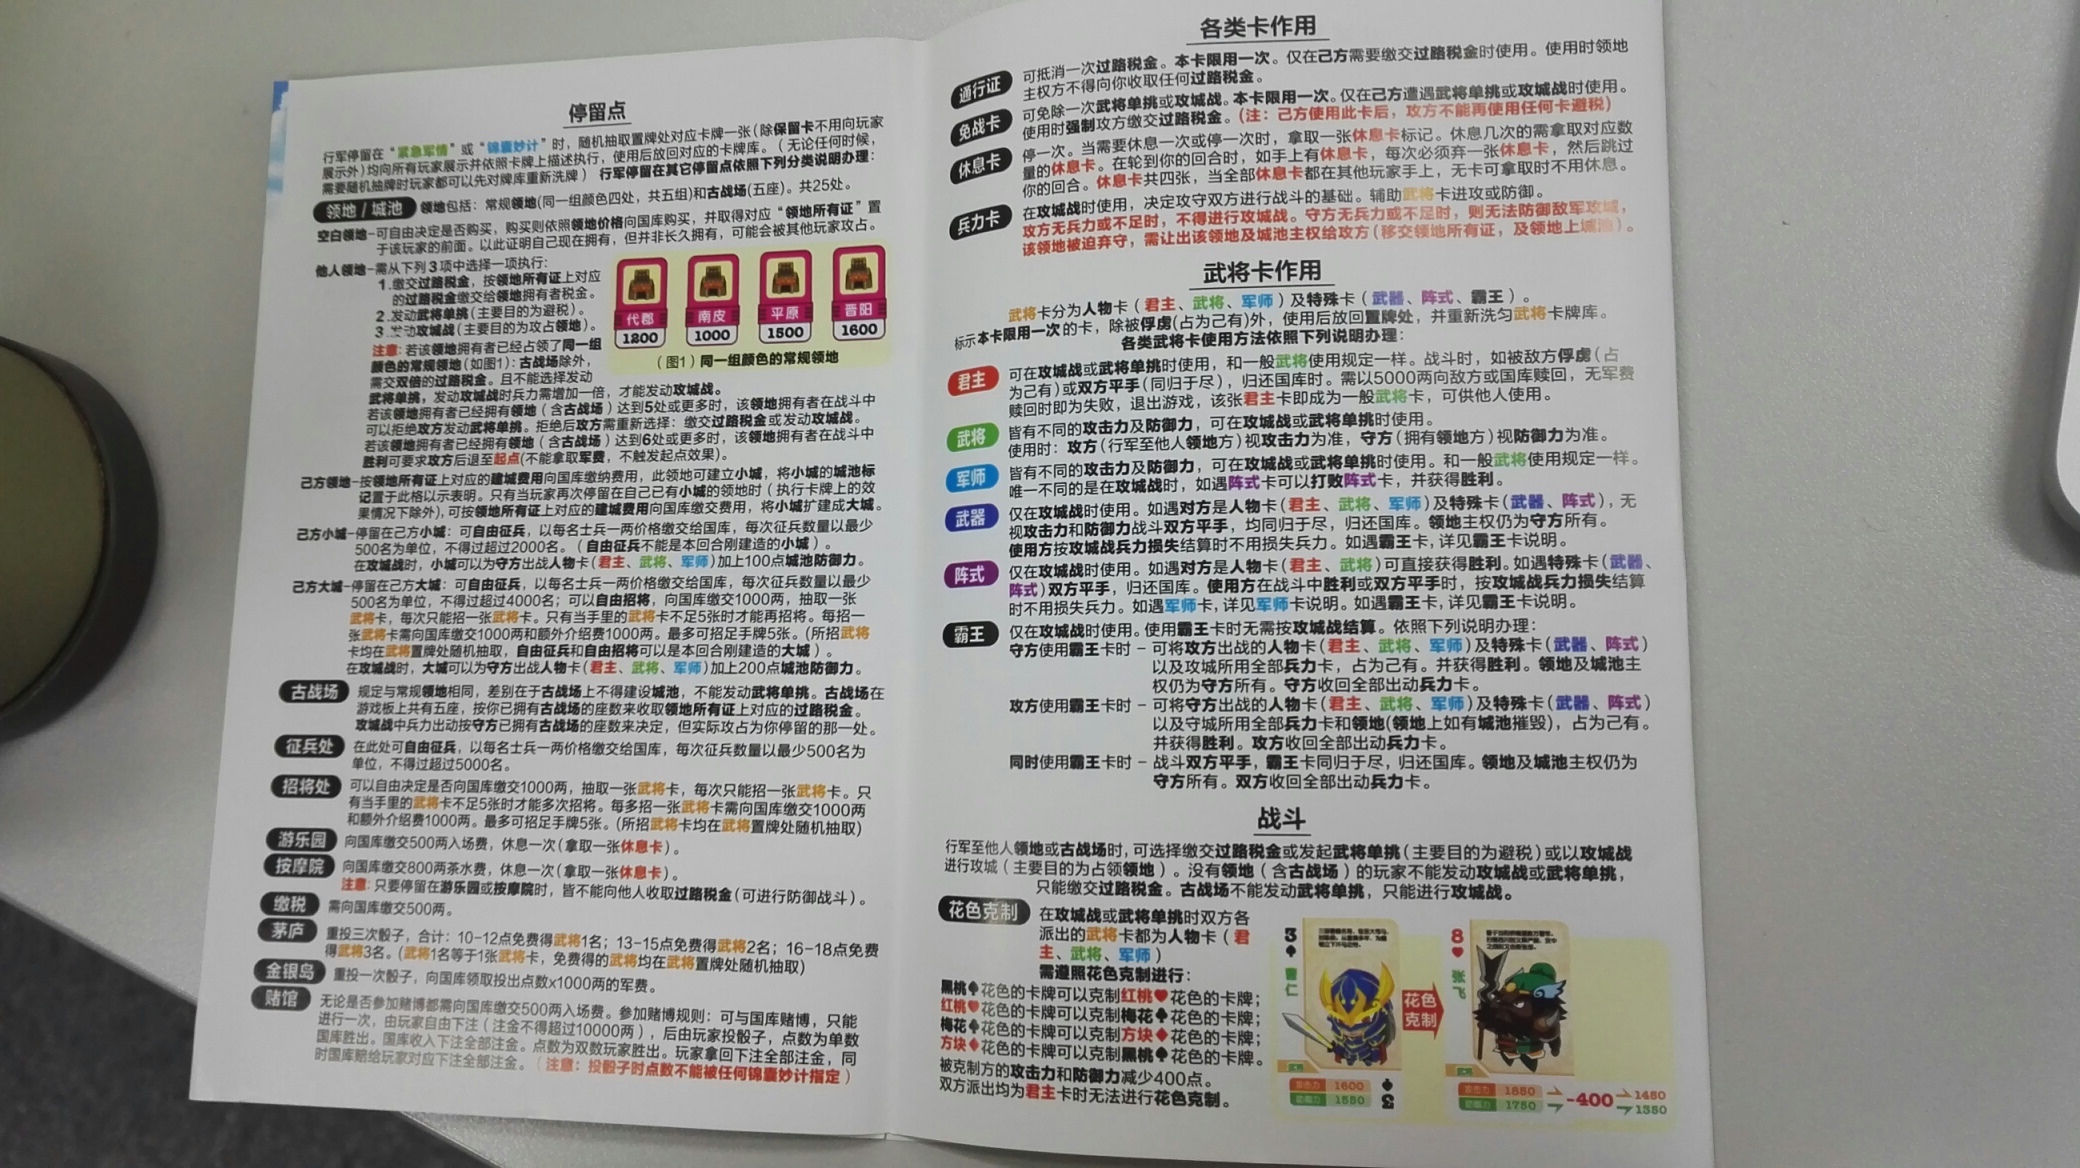 停留点
行军停留在“紧急军情”或“锦囊妙计”时，随机抽取置牌处对应卡牌一张(除保留卡不用向玩家
展示外)均向所有玩家展示并依照卡牌上描述执行，使用后放回对应的卡牌库。（无论任何时候，
需要随机抽牌时玩家都可以先对牌库重新洗牌）行军停留在其它停留点依照下列分类说明办理：
领地/城池 领地包括：常规领地(同一组颜色四处，共五组)和古战场(五座)。共25处。
空白领地-可自由决定是否购买，购买则依照领地价格向国库购买，并取得对应“领地所有证”置
于该玩家的前面。以此证明自己现在拥有，但并非长久拥有，可能会被其他玩家攻占。
他人领地-需从下列3项中选择一项执行：
1.缴交过路税金，按领地所有证上对应
的过路税金缴交给领地拥有者税金。
2.发动武将单挑(主要目的为避税)。
3.发动攻城战(主要目的为攻占领地)。
注意：若该领地拥有者已经占领了同一组
颜色的常规领地(如图1)：古战场除外，
需交双倍的过路税金。且不能选择发动
武将单挑，发动攻城战时兵力需增加一倍，才能发动攻城战。
若该领地拥有者已经拥有领地（含古战场）达到5处或更多时，该领地拥有者在战斗中
可以拒绝攻方发动武将单挑。拒绝后攻方需重新选择：缴交过路税金或发动攻城战。
若该领地拥有者已经拥有领地（含古战场）达到6处或更多时，该领地拥有者在战斗中
胜利可要求攻方后退至起点(不能拿取军费，不触发起点效果)。
代郡 1200
南皮 1000
平原 1500
晋阳 1600
（图1）同一组颜色的常规领地
己方领地-按领地所有证上对应的建城费用向国库缴纳费用，此领地可建立小城，将小城的城池标
记置于此格以示表明。只有当玩家再次停留在自己已有小城的领地时（执行卡牌上的效
果情况下除外),可按领地所有证上对应的建城费用向国库缴交费用，将小城扩建成大城。
己方小城-停留在己方小城：可自由征兵，以每名士兵一两价格缴交给国库，每次征兵数量以最少
500名为单位，不得过超过2000名。（自由征兵不能是本回合刚建造的小城）。
在攻城战时，小城可以为守方出战人物卡(君主、武将、军师)加上100点城池防御力。
己方大城-停留在己方大城：可自由征兵，以每名士兵一两价格缴交给国库，每次征兵数量以最少
500名为单位，不得过超过4000名；可以自由招将，向国库缴交1000两，抽取一张
武将卡，每次只能招一张武将卡。只有当手里的武将卡不足5张时才能再招将。每招一
张武将卡需向国库缴交1000两和额外介绍费1000两。最多可招足手牌5张。（所招武将
卡均在武将置牌处随机抽取，自由征兵和自由招将可以是本回合刚建造的大城）。
在攻城战时，大城可以为守方出战人物卡(君主、武将、军师)加上200点城池防御力。
古战场 规定与常规领地相同，差别在于古战场上不得建设城池，不能发动武将单挑。古战场在
游戏板上共有五座，按你已拥有古战场的座数来收取领地所有证上对应的过路税金。
攻城战中兵力出动按守方已拥有古战场的座数来决定，但实际攻占为你停留的那一处。
征兵处 在此处可自由征兵，以每名士兵一两价格缴交给国库，每次征兵数量以最少500名为
单位，不得过超过5000名。
招将处 可以自由决定是否向国库缴交1000两，抽取一张武将卡，每次只能招一张武将卡。只
有当手里的武将卡不足5张时才能多次招将。每多招一张武将卡需向国库缴交1000两
和额外介绍费1000两。最多可招足手牌5张。(所招武将卡均在武将置牌处随机抽取)
游乐园 向国库缴交500两入场费，休息一次(拿取一张休息卡)。
按摩院 向国库缴交800两茶水费，休息一次(拿取一张休息卡)。
注意：只要停留在游乐园或按摩院时，皆不能向他人收取过路税金(可进行防御战斗)。
缴税 需向国库缴交500两。
茅庐 重投三次骰子，合计：10-12点免费得武将1名；13-15点免费得武将2名；16-18点免费
得武将3名。(武将1名等于1张武将卡，免费得的武将均在武将置牌处随机抽取)
金银岛 重投一次骰子，向国库领取投出点数x1000两的军费。
赌馆 无论是否参加赌博都需向国库缴交500两入场费。参加赌博规则：可与国库赌博，只能
进行一次，由玩家自由下注（注金不得超过10000两），后由玩家投骰子，点数为单数
国库胜出。国库收入下注全部注金。点数为双数玩家胜出。玩家拿回下注全部注金，同
时国库赔给玩家对应下注全部注金。（注意：投骰子时点数不能被任何锦囊妙计指定）
各类卡作用
通行证 可抵消一次过路税金。本卡限用一次。仅在己方需要缴交过路税金时使用。使用时领地
主权方不得向你收取任何过路税金。
免战卡 可免除一次武将单挑或攻城战。本卡限用一次。仅在己方遭遇武将单挑或攻城战时使用。
使用时强制攻方缴交过路税金。(注：己方使用此卡后，攻方不能再使用任何卡避税)
休息卡 停一次。当需要休息一次或停一次时，拿取一张休息卡标记。休息几次的需拿取对应数
量的休息卡。在轮到你的回合时，如手上有休息卡，每次必须弃一张休息卡，然后跳过
你的回合。休息卡共四张，当全部休息卡都在其他玩家手上，无卡可拿取时不用休息。
兵力卡 在攻城战时使用，决定攻守双方进行战斗的基础。辅助武将卡进攻或防御。
攻方无兵力或不足时，不得进行攻城战。守方无兵力或不足时，则无法防御敌军攻城，
该领地被迫弃守，需让出该领地及城池主权给攻方(移交领地所有证，及领地上城池)。
武将卡作用
武将卡分为人物卡（君主、武将、军师）及特殊卡（武器、阵式、霸王）。
标示本卡限用一次的卡，除被俘虏(占为己有)外，使用后放回置牌处，并重新洗匀武将卡牌库。
各类武将卡使用方法依照下列说明办理：
君主 可在攻城战或武将单挑时使用，和一般武将使用规定一样。战斗时，如被敌方俘虏(占
为己有)或双方平手(同归于尽)，归还国库时。需以5000两向敌方或国库赎回，无军费
赎回时即为失败，退出游戏，该张君主卡即成为一般武将卡，可供他人使用。
武将 皆有不同的攻击力及防御力，可在攻城战或武将单挑时使用。
使用时：攻方(行军至他人领地方)视攻击力为准，守方(拥有领地方)视防御力为准。
军师 皆有不同的攻击力及防御力，可在攻城战或武将单挑时使用。和一般武将使用规定一样。
唯一不同的是在攻城战时，如遇阵式卡可以打败阵式卡，并获得胜利。
武器 仅在攻城战时使用。如遇对方是人物卡(君主、武将、军师)及特殊卡(武器、阵式)，无
视攻击力和防御力战斗双方平手，均同归于尽，归还国库。领地主权仍为守方所有。
使用方按攻城战兵力损失结算时不用损失兵力。如遇霸王卡,详见霸王卡说明。
阵式 仅在攻城战时使用。如遇对方是人物卡(君主、武将)可直接获得胜利。如遇特殊卡(武器、
阵式)双方平手，归还国库。使用方在战斗中胜利或双方平手时，按攻城战兵力损失结算
时不用损失兵力。如遇军师卡,详见军师卡说明。如遇霸王卡,详见霸王卡说明。
霸王 仅在攻城战时使用。使用霸王卡时无需按攻城战结算。依照下列说明办理：
守方使用霸王卡时 - 可将攻方出战的人物卡(君主、武将、军师)及特殊卡(武器、阵式)
以及攻城所用全部兵力卡，占为己有。并获得胜利。领地及城池主
权仍为守方所有。守方收回全部出动兵力卡。
攻方使用霸王卡时 - 可将守方出战的人物卡(君主、武将、军师)及特殊卡(武器、阵式)
以及守城所用全部兵力卡和领地(领地上如有城池摧毁)，占为己有。
并获得胜利。攻方收回全部出动兵力卡。
同时使用霸王卡时 - 战斗双方平手，霸王卡同归于尽，归还国库。领地及城池主权仍为
守方所有。双方收回全部出动兵力卡。
战斗
行军至他人领地或古战场时,可选择缴交过路税金或发起武将单挑(主要目的为避税)或以攻城战
进行攻城（主要目的为占领领地）。没有领地（含古战场）的玩家不能发动攻城战或武将单挑，
只能缴交过路税金。古战场不能发动武将单挑，只能进行攻城战。
花色克制 在攻城战或武将单挑时双方各
派出的武将卡都为人物卡（君
主、武将、军师）
需遵照花色克制进行：
黑桃♠花色的卡牌可以克制红桃♥花色的卡牌；
红桃♥花色的卡牌可以克制梅花♣花色的卡牌；
梅花♣花色的卡牌可以克制方块♦花色的卡牌；
方块♦花色的卡牌可以克制黑桃♠花色的卡牌。
被克制方的攻击力和防御力减少400点。
双方派出均为君主卡时无法进行花色克制。
3♠
曹仁
武将
攻击力 1600
防御力 1550
3♠
花色
克制
8♥
张飞
武将
攻击力 1850
防御力 1750
-400
1450
1350